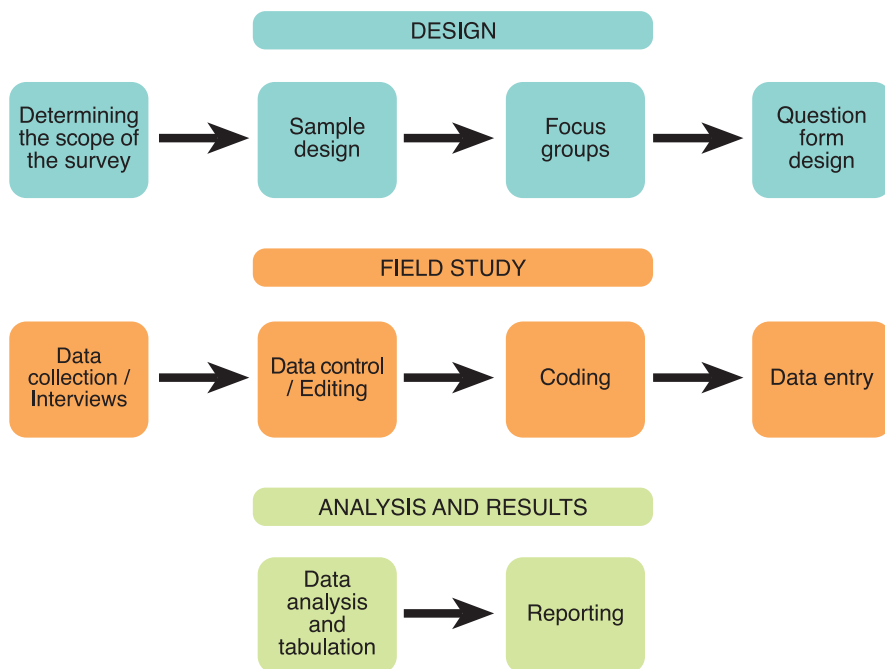 DESIGN
Determining
the scope of
the survey
Sample
design
Focus
groups
Question
form
design
FIELD STUDY
Data
collection /
Interviews
Data control
/ Editing
Coding
Data entry
ANALYSIS AND RESULTS
Data
analysis
and
tabulation
Reporting